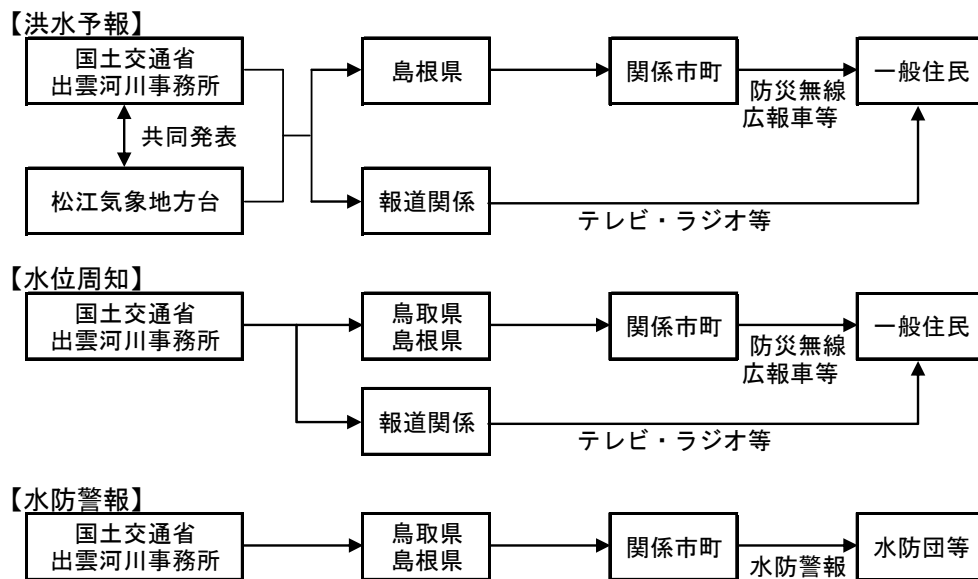 【洪水予報】
国土交通省
出雲河川事務所
共同発表
松江気象地方台
島根県
報道関係
関係市町
防災無線
広報車等
テレビ・ラジオ等
一般住民
【水位周知】
国土交通省
出雲河川事務所
鳥取県
島根県
報道関係
関係市町
防災無線
広報車等
テレビ・ラジオ等
一般住民
【水防警報】
国土交通省
出雲河川事務所
鳥取県
島根県
関係市町
水防警報
水防団等